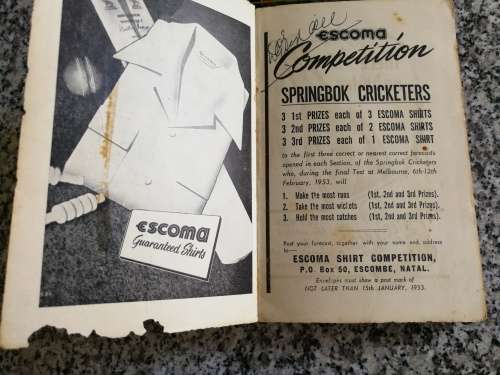 escoma
Guaranteed Shirts
escoma
Competition
SPRINGBOK CRICKETERS
3 1st PRIZES each of 3 ESCOMA SHIRTS
3 2nd PRIZES each of 2 ESCOMA SHIRTS
3 3rd PRIZES each of 1 ESCOMA SHIRT
to the first three correct or nearest correct forecasts
opened in each Section, of the Springbok Cricketers
who, during the final Test at Melbourne, 6th-12th
February, 1953, will
1. Make the most runs (1st, 2nd and 3rd Prizes).
2. Take the most wickets (1st, 2nd and 3rd Prizes).
3. Hold the most catches (1st, 2nd and 3rd Prizes).
Post your forecast, together with your name and address
to—
ESCOMA SHIRT COMPETITION,
P.O. Box 50, ESCOMBE, NATAL.
Envelopes must show a post mark of
NOT LATER THAN 15th JANUARY, 1953.